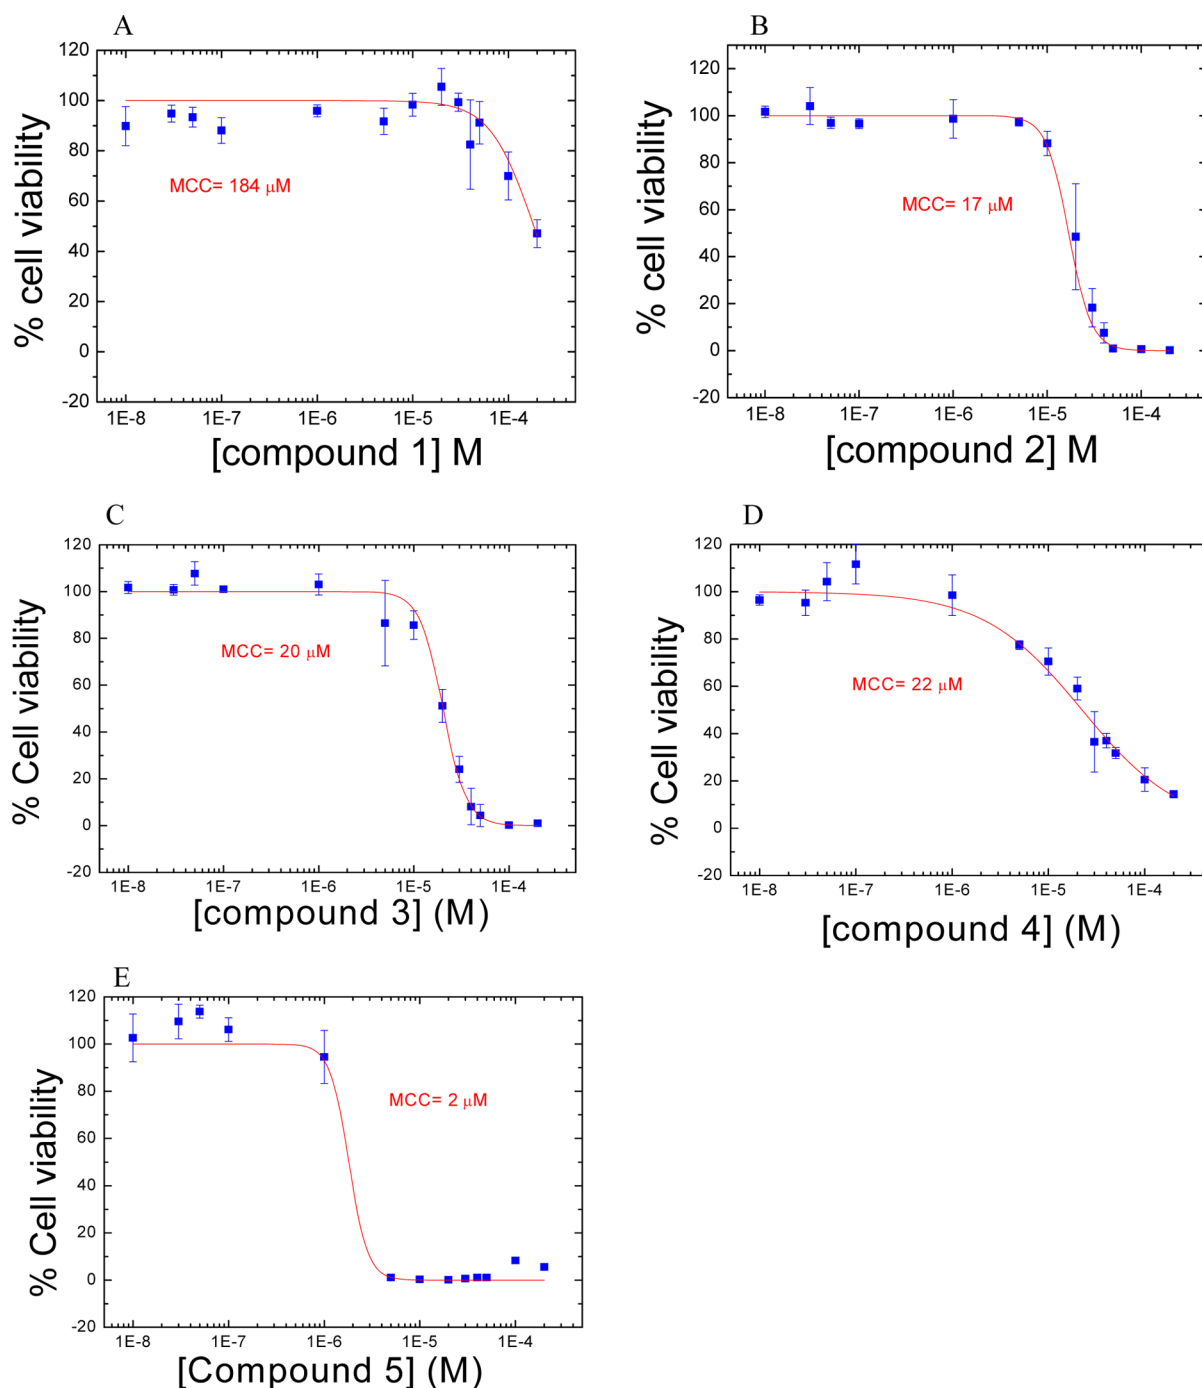 A
120
100
80
60
40
20
0
-20
% cell viability
MCC= 184 μM
1E-8 1E-7 1E-6 1E-5 1E-4
[compound 1] M
B
120
100
80
60
40
20
0
-20
% cell viability
MCC= 17 μM
1E-8 1E-7 1E-6 1E-5 1E-4
[compound 2] M
C
120
100
80
60
40
20
0
-20
% Cell viability
MCC= 20 μM
1E-8 1E-7 1E-6 1E-5 1E-4
[compound 3] (M)
D
120
100
80
60
40
20
0
-20
% Cell viability
MCC= 22 μM
1E-8 1E-7 1E-6 1E-5 1E-4
[compound 4] (M)
E
120
100
80
60
40
20
0
-20
% Cell viability
MCC= 2 μM
1E-8 1E-7 1E-6 1E-5 1E-4
[Compound 5] (M)